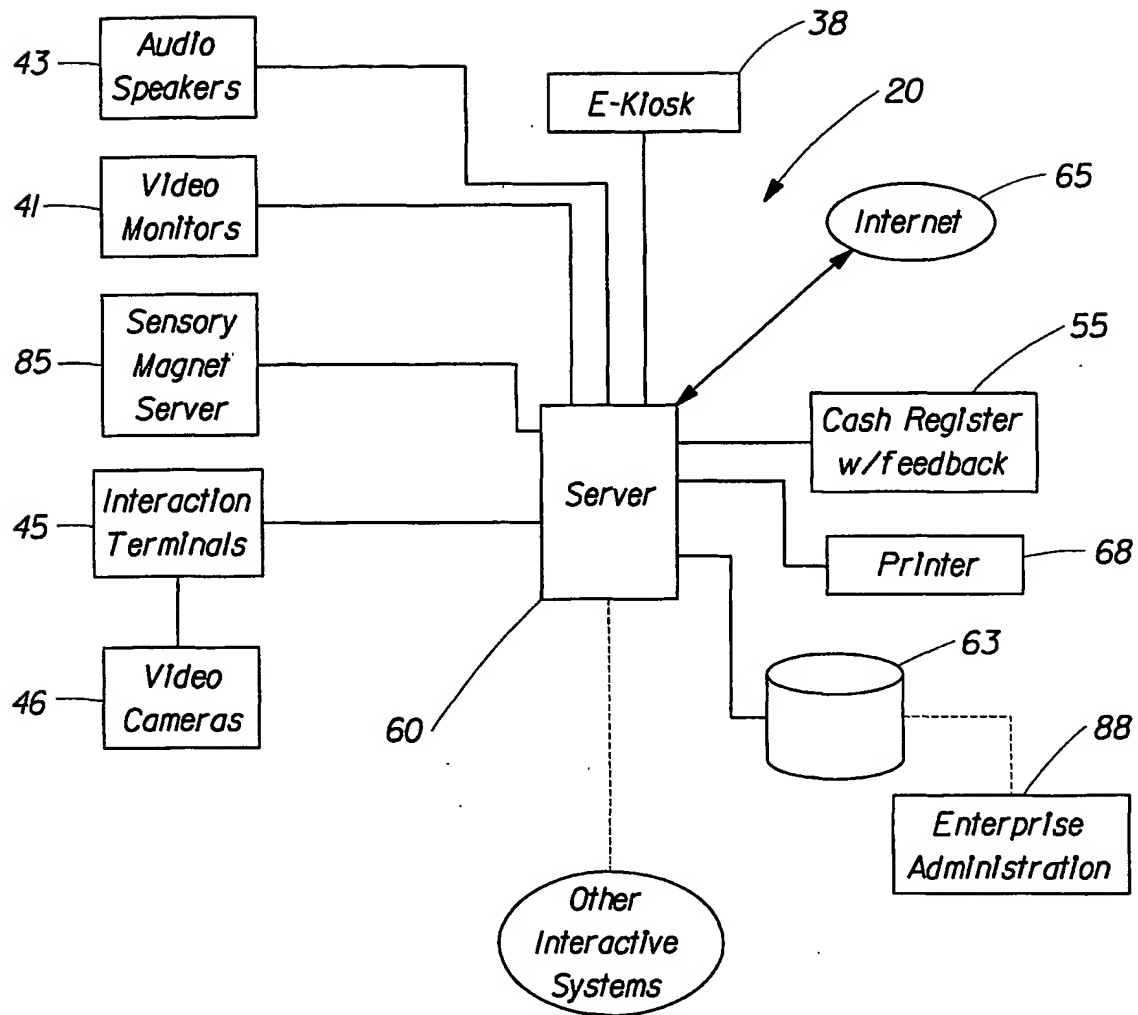 43
Audio
Speakers
38
E-Kiosk
20
41
Video
Monitors
65
Internet
85
Sensory
Magnet
Server
55
Cash Register
w/feedback
Server
45
Interaction
Terminals
Printer
68
46
Video
Cameras
60
63
88
Enterprise
Administration
Other
Interactive
Systems